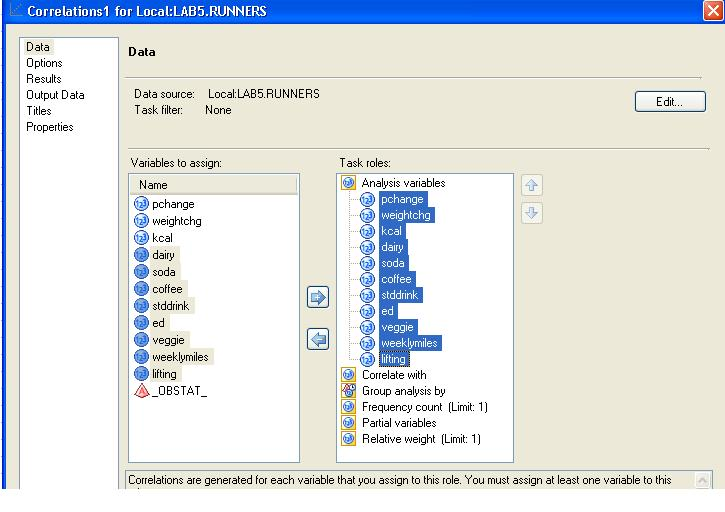 Correlations1 for Local:LAB5.RUNNERS
Data
Options
Results
Output Data
Titles
Properties
Data
Data source: Local:LAB5.RUNNERS
Task filter: None
Edit...
Variables to assign:
Name
pchange
weightchg
kcal
dairy
soda
coffee
stddrink
ed
veggie
weeklymiles
lifting
_OBSTAT_
Task roles:
Analysis variables
pchange
weightchg
kcal
dairy
soda
coffee
stddrink
ed
veggie
weeklymiles
lifting
Correlate with
Group analysis by
Frequency count (Limit: 1)
Partial variables
Relative weight (Limit: 1)
Correlations are generated for each variable that you assign to this role. You must assign at least one variable to this